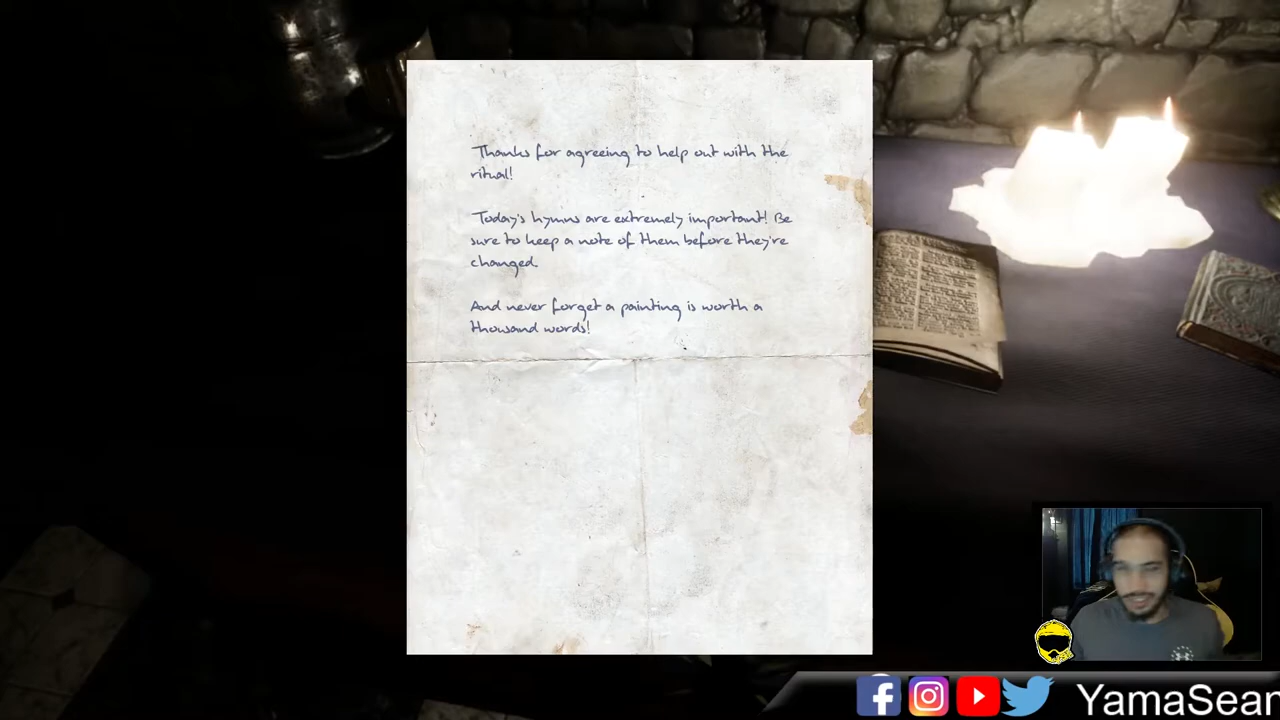 Thanks for agreeing to help out with the
ritual!
Today's hymns are extremely important! Be
sure to keep a note of them before they're
changed.
And never forget a painting is worth a
thousand words!
YamaSean